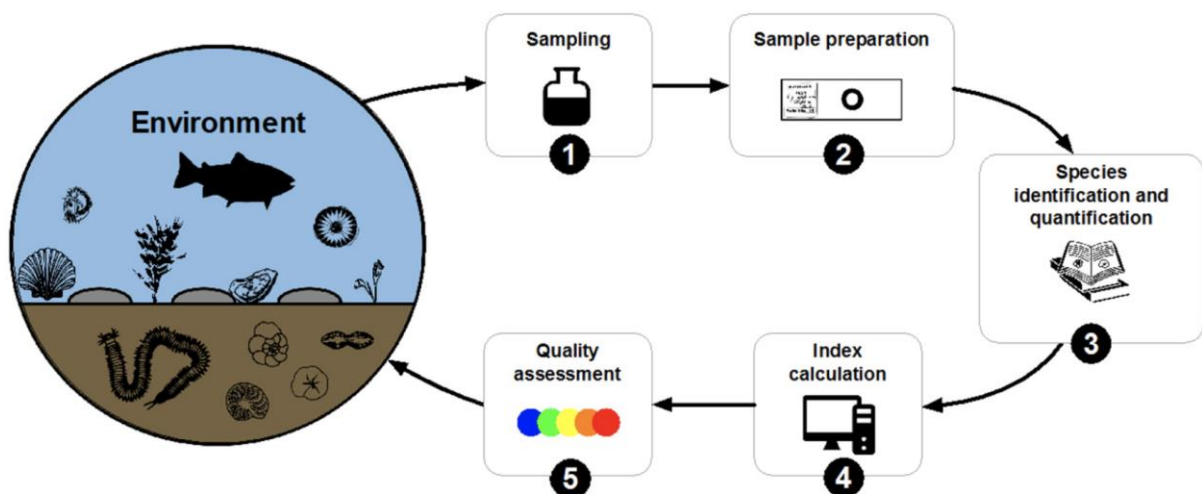 Environment
Sampling
1
Sample preparation
2
Species
identification and
quantification
3
Index
calculation
4
Quality
assessment
5